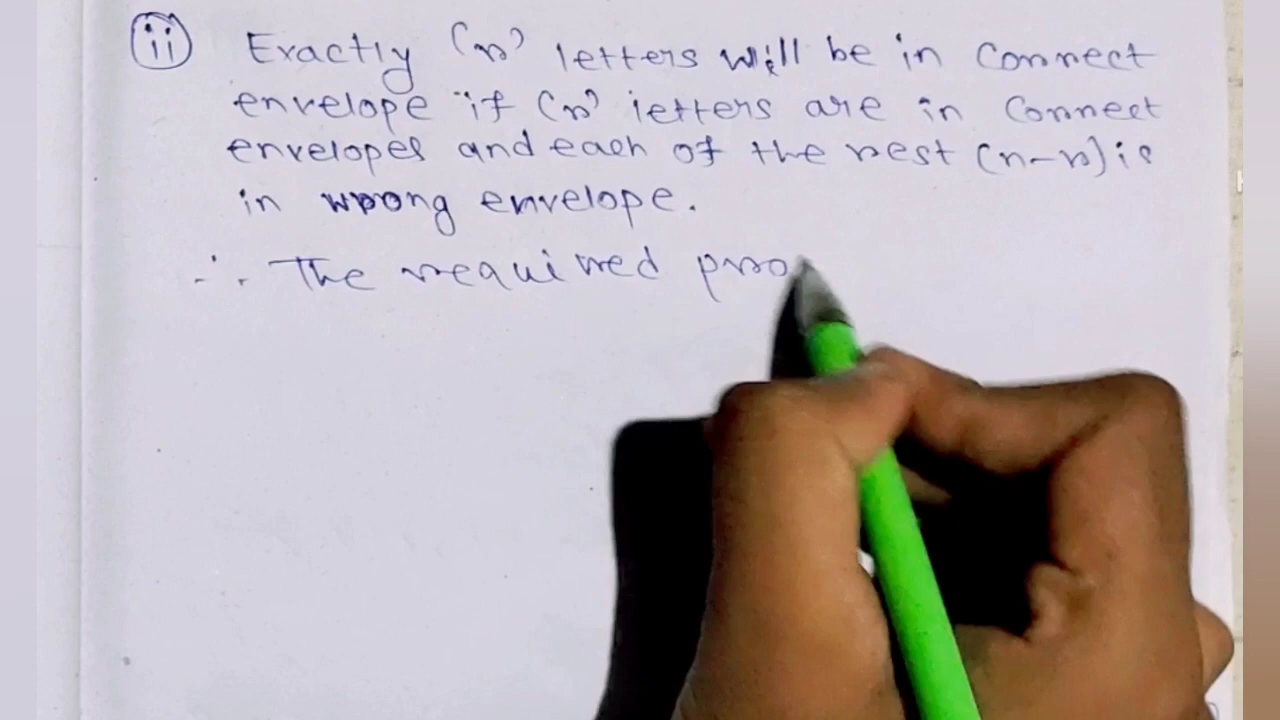 (ii) Exactly 'r' letters will be in correct
envelope if 'r' letters are in correct
envelopes and each of the rest (n-r) is
in wrong envelope.
∴ The required pro